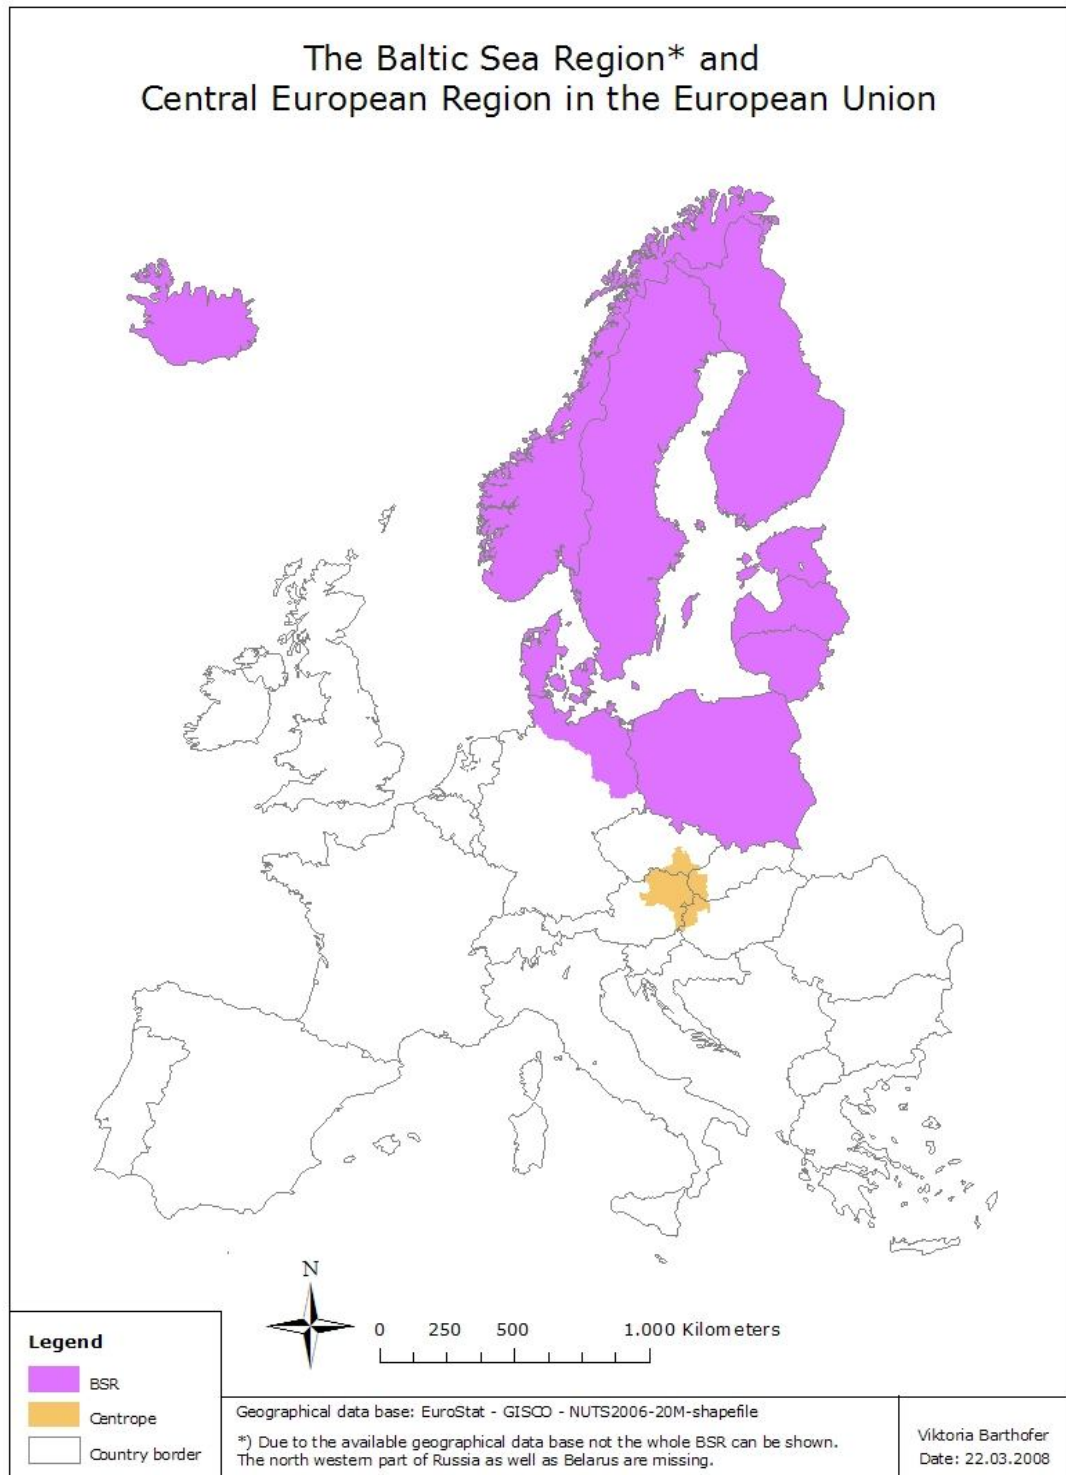 The Baltic Sea Region* and
Central European Region in the European Union
N
0 250 500 1.000 Kilometers
Legend
BSR
Centrope
Country border
Geographical data base: EuroStat - GISCO - NUTS2006-20M-shapefile
*) Due to the available geographical data base not the whole BSR can be shown.
The north western part of Russia as well as Belarus are missing.
Viktoria Barthofer
Date: 22.03.2008